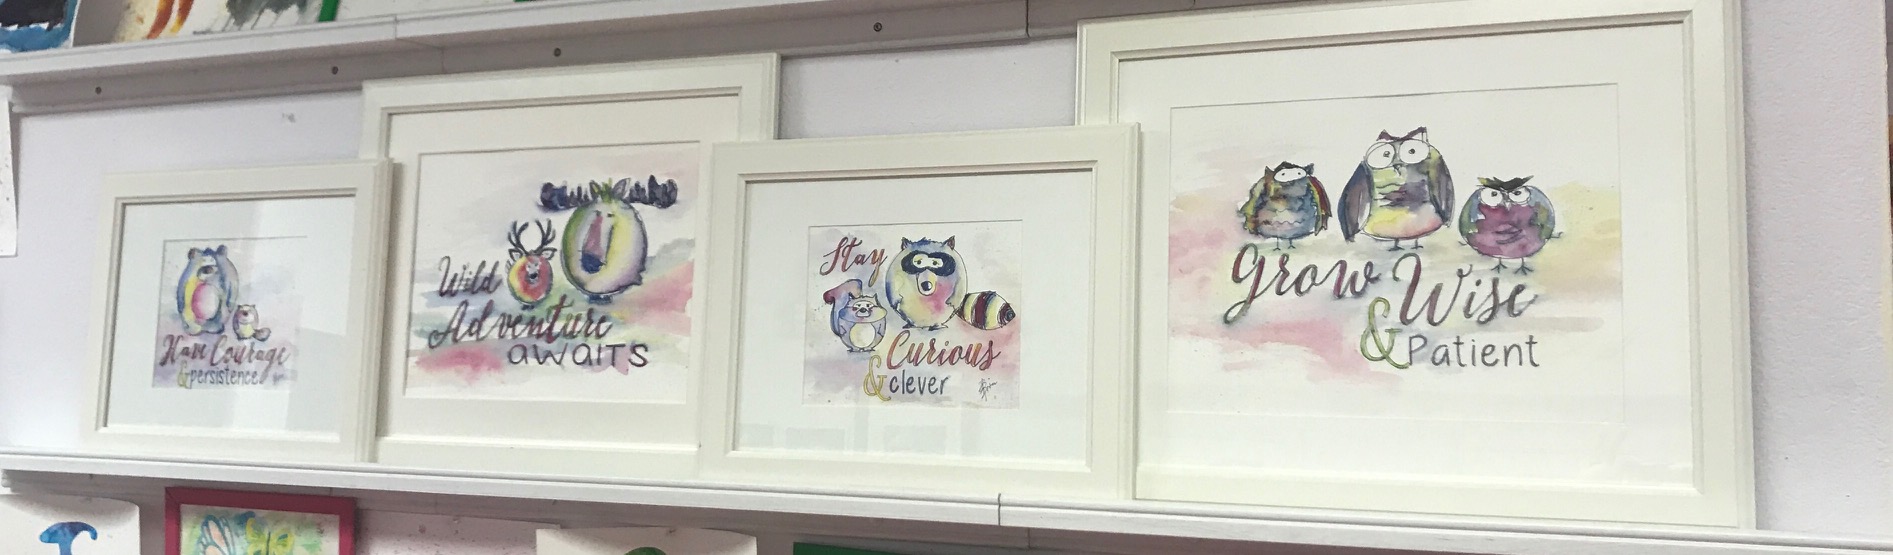 Have Courage
&persistence
Wild
Adventure
awaits
Stay
Curious
& clever
Grow Wise
& Patient